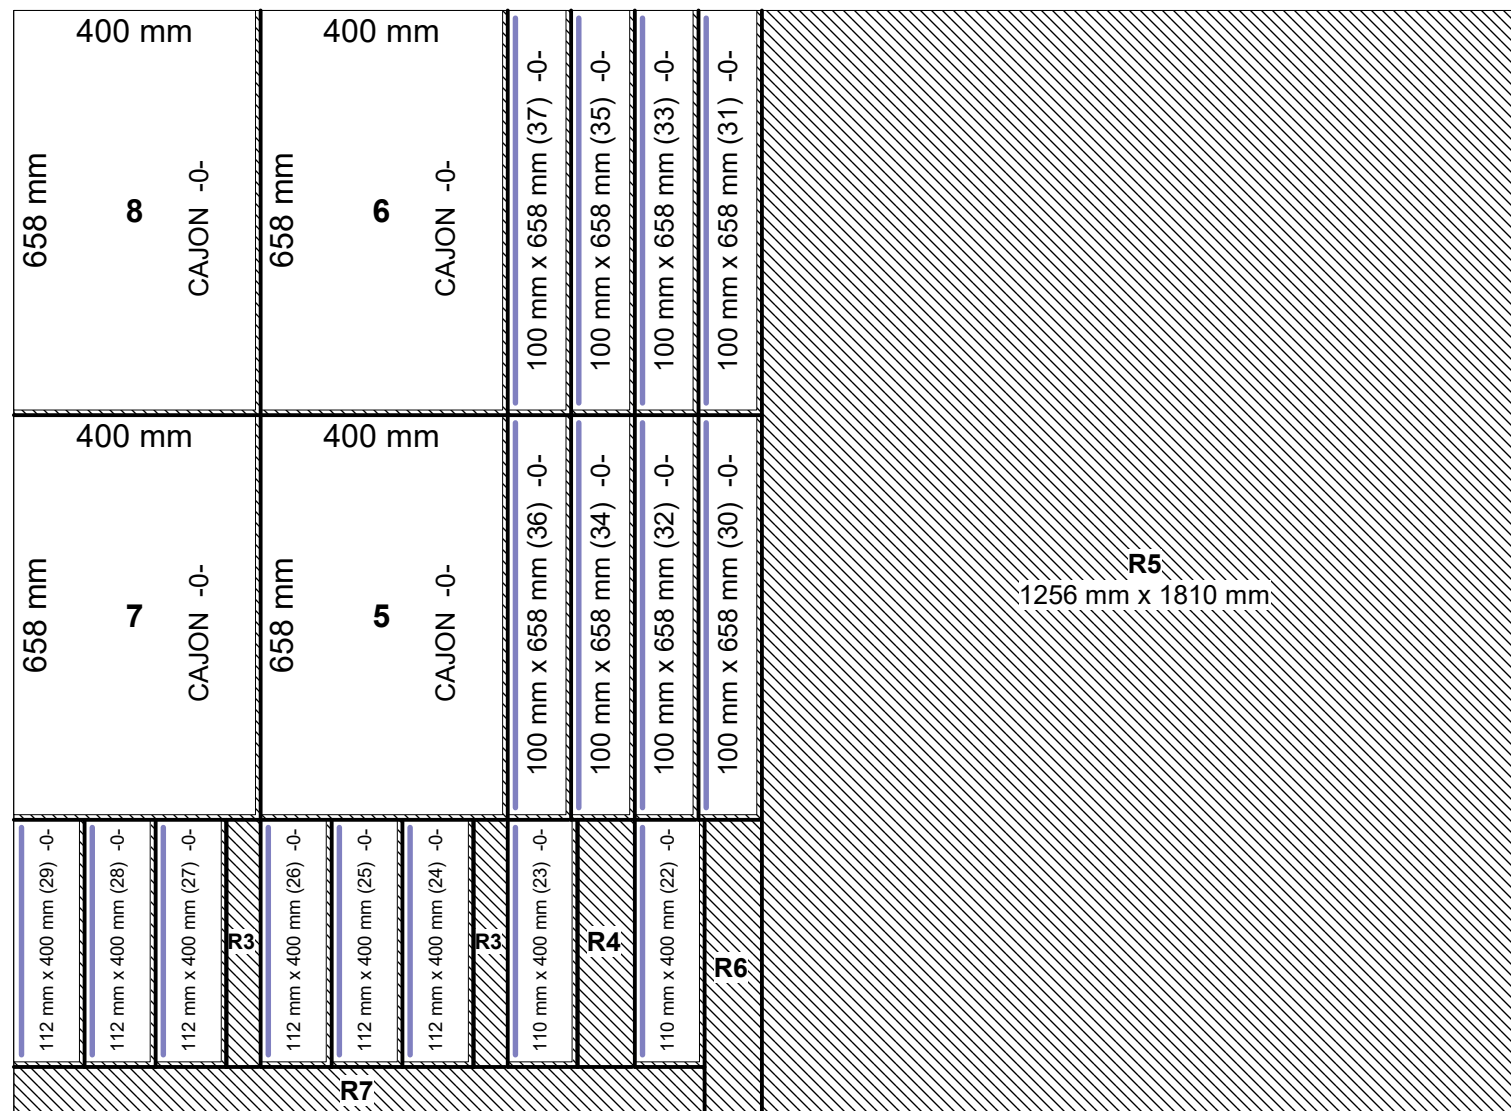 400 mm
658 mm
8
CAJON -0-
400 mm
658 mm
6
CAJON -0-
100 mm x 658 mm (37) -0-
100 mm x 658 mm (35) -0-
100 mm x 658 mm (33) -0-
100 mm x 658 mm (31) -0-
400 mm
658 mm
7
CAJON -0-
400 mm
658 mm
5
CAJON -0-
100 mm x 658 mm (36) -0-
100 mm x 658 mm (34) -0-
100 mm x 658 mm (32) -0-
100 mm x 658 mm (30) -0-
R5
1256 mm x 1810 mm
112 mm x 400 mm (29) -0-
112 mm x 400 mm (28) -0-
112 mm x 400 mm (27) -0-
R3
112 mm x 400 mm (26) -0-
112 mm x 400 mm (25) -0-
112 mm x 400 mm (24) -0-
R3
110 mm x 400 mm (23) -0-
R4
110 mm x 400 mm (22) -0-
R6
R7